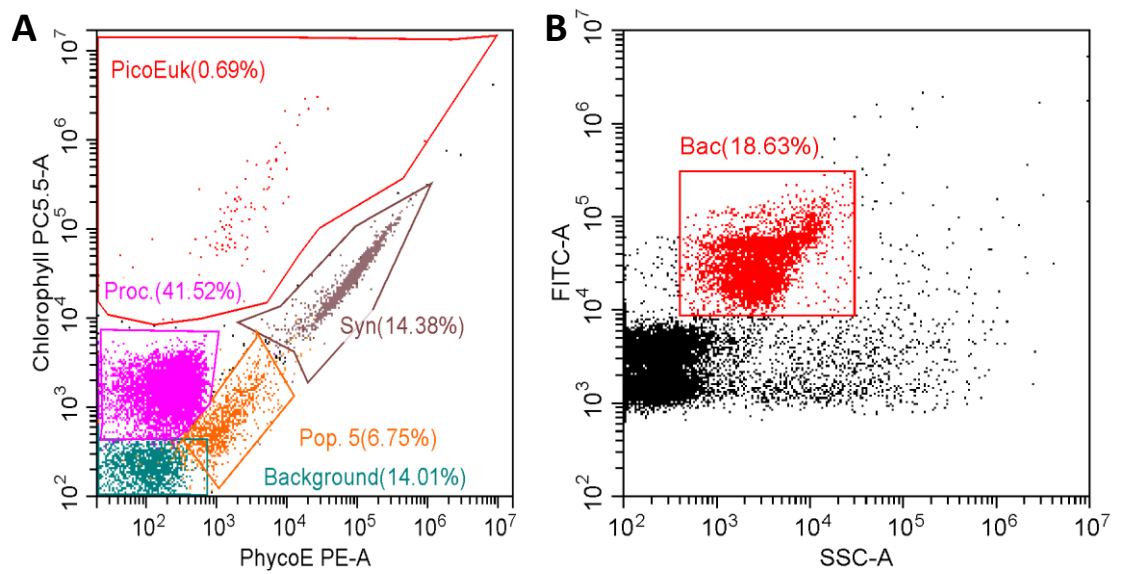 A
Chlorophyll PC5.5-A
10^7
10^6
10^5
10^4
10^3
10^2
PicoEuk(0.69%)
Proc.(41.52%)
Syn(14.38%)
Pop. 5(6.75%)
Background(14.01%)
10^2
10^3
10^4
10^5
10^6
10^7
PhycoE PE-A
B
FITC-A
10^7
10^6
10^5
10^4
10^3
10^2
Bac(18.63%)
10^2
10^3
10^4
10^5
10^6
10^7
SSC-A